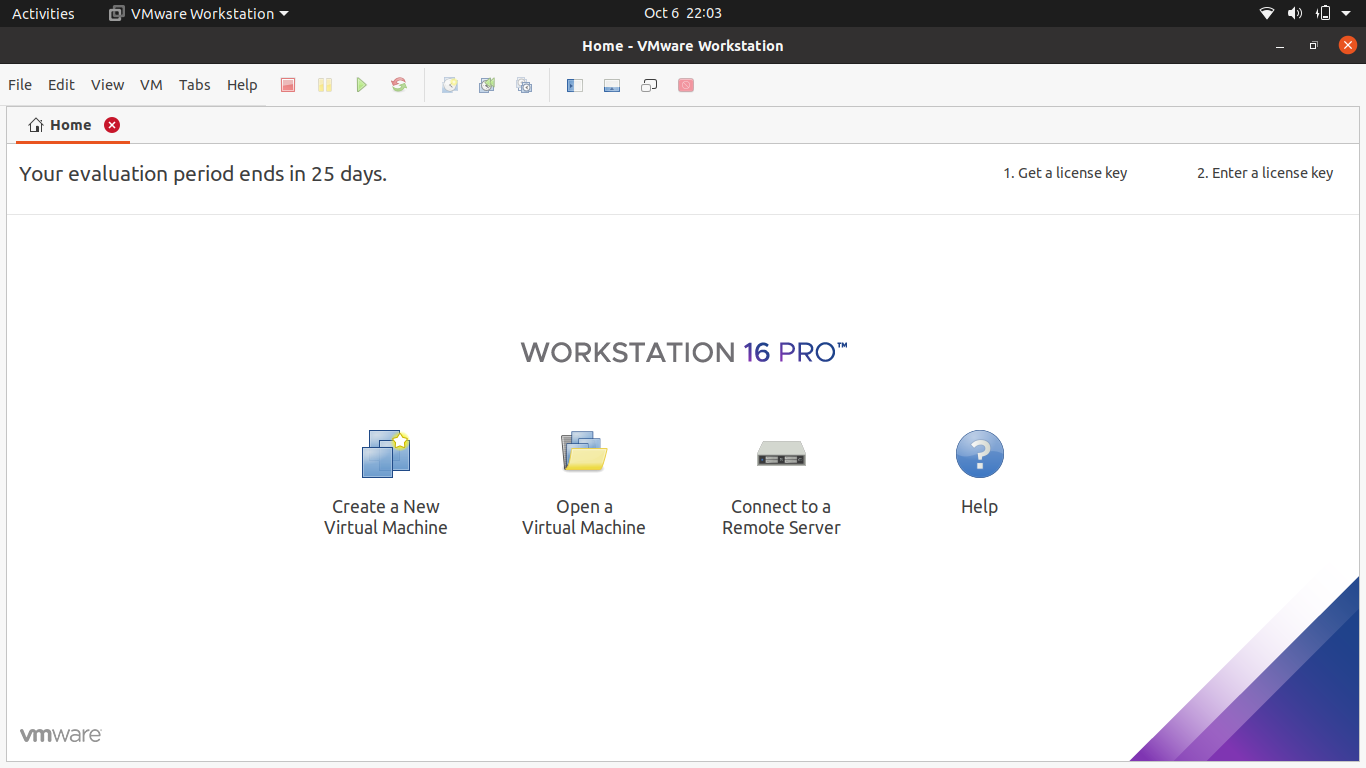 Activities VMware Workstation Oct 6 22:03
Home - VMware Workstation
File Edit View VM Tabs Help
Home
Your evaluation period ends in 25 days. 1. Get a license key 2. Enter a license key
WORKSTATION 16 PRO™
Create a New
Virtual Machine
Open a
Virtual Machine
Connect to a
Remote Server
Help
vmware